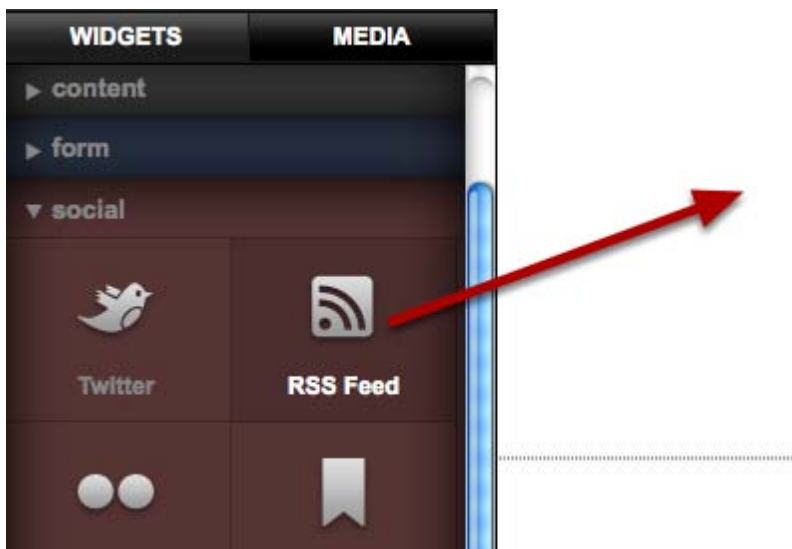 WIDGETS MEDIA
content
form
social
Twitter RSS Feed